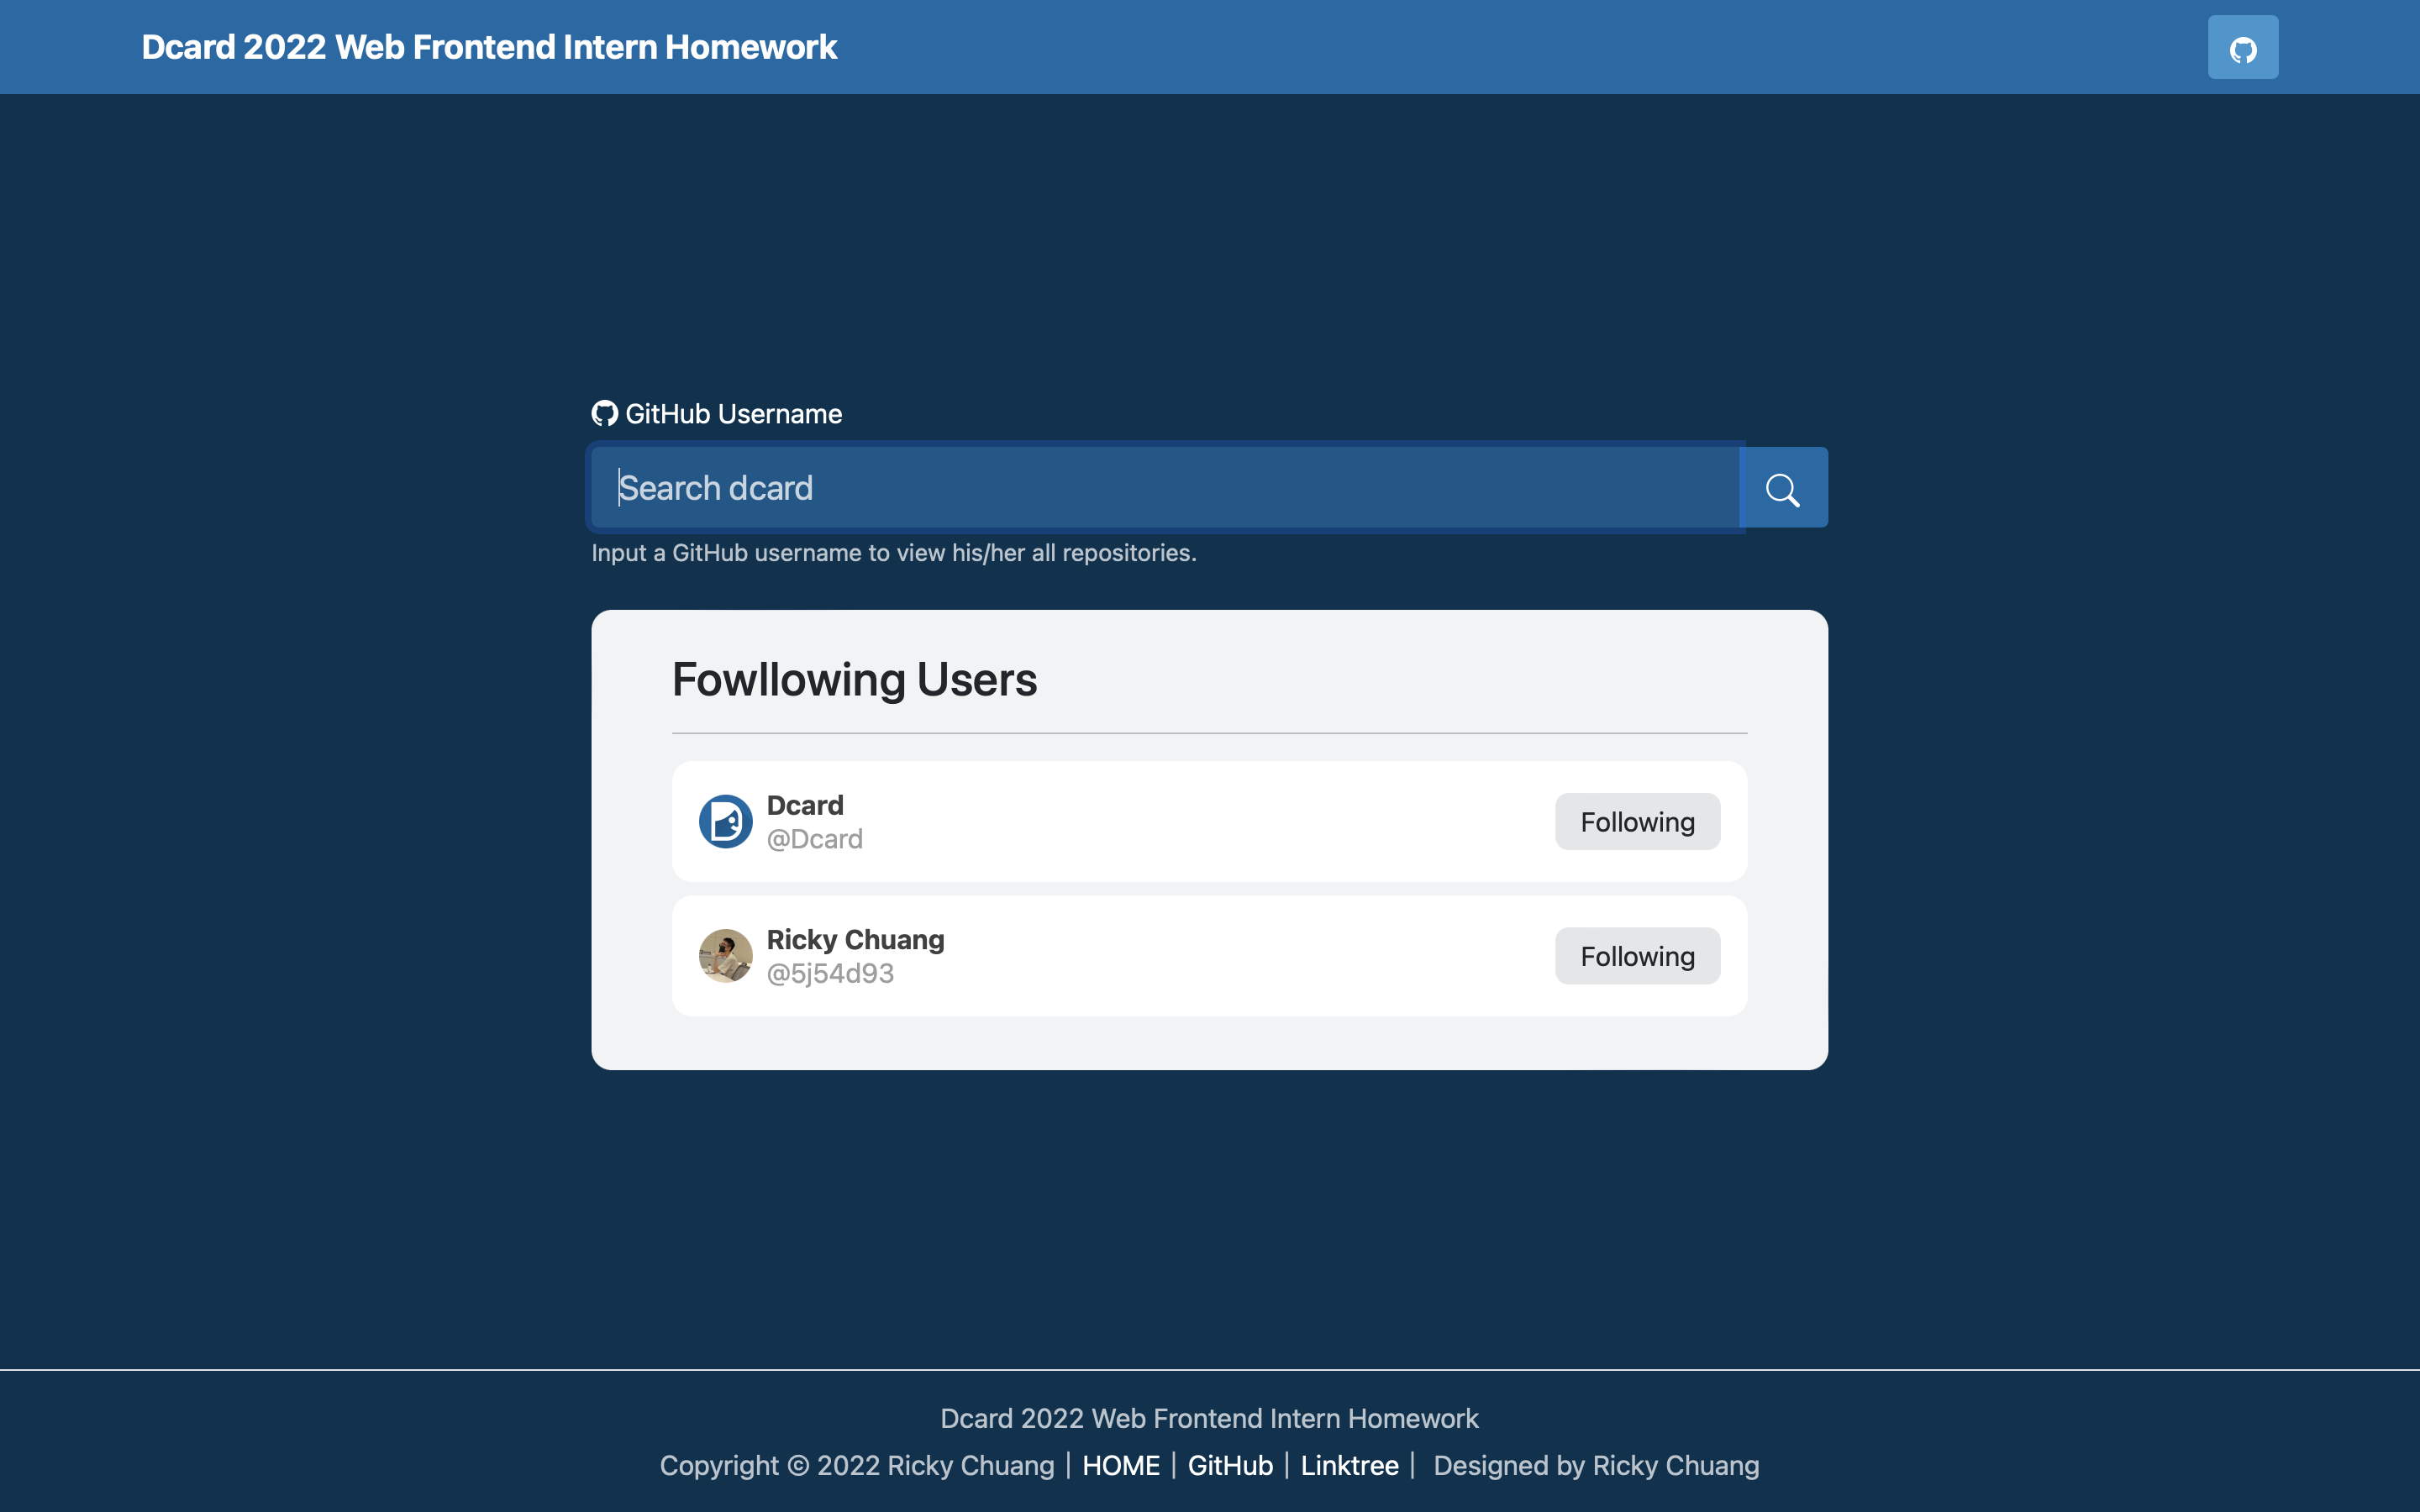 Dcard 2022 Web Frontend Intern Homework
GitHub Username
Search dcard
Input a GitHub username to view his/her all repositories.
Fowllowing Users
Dcard
@Dcard
Following
Ricky Chuang
@5j54d93
Following
Dcard 2022 Web Frontend Intern Homework
Copyright © 2022 Ricky Chuang | HOME | GitHub | Linktree | Designed by Ricky Chuang